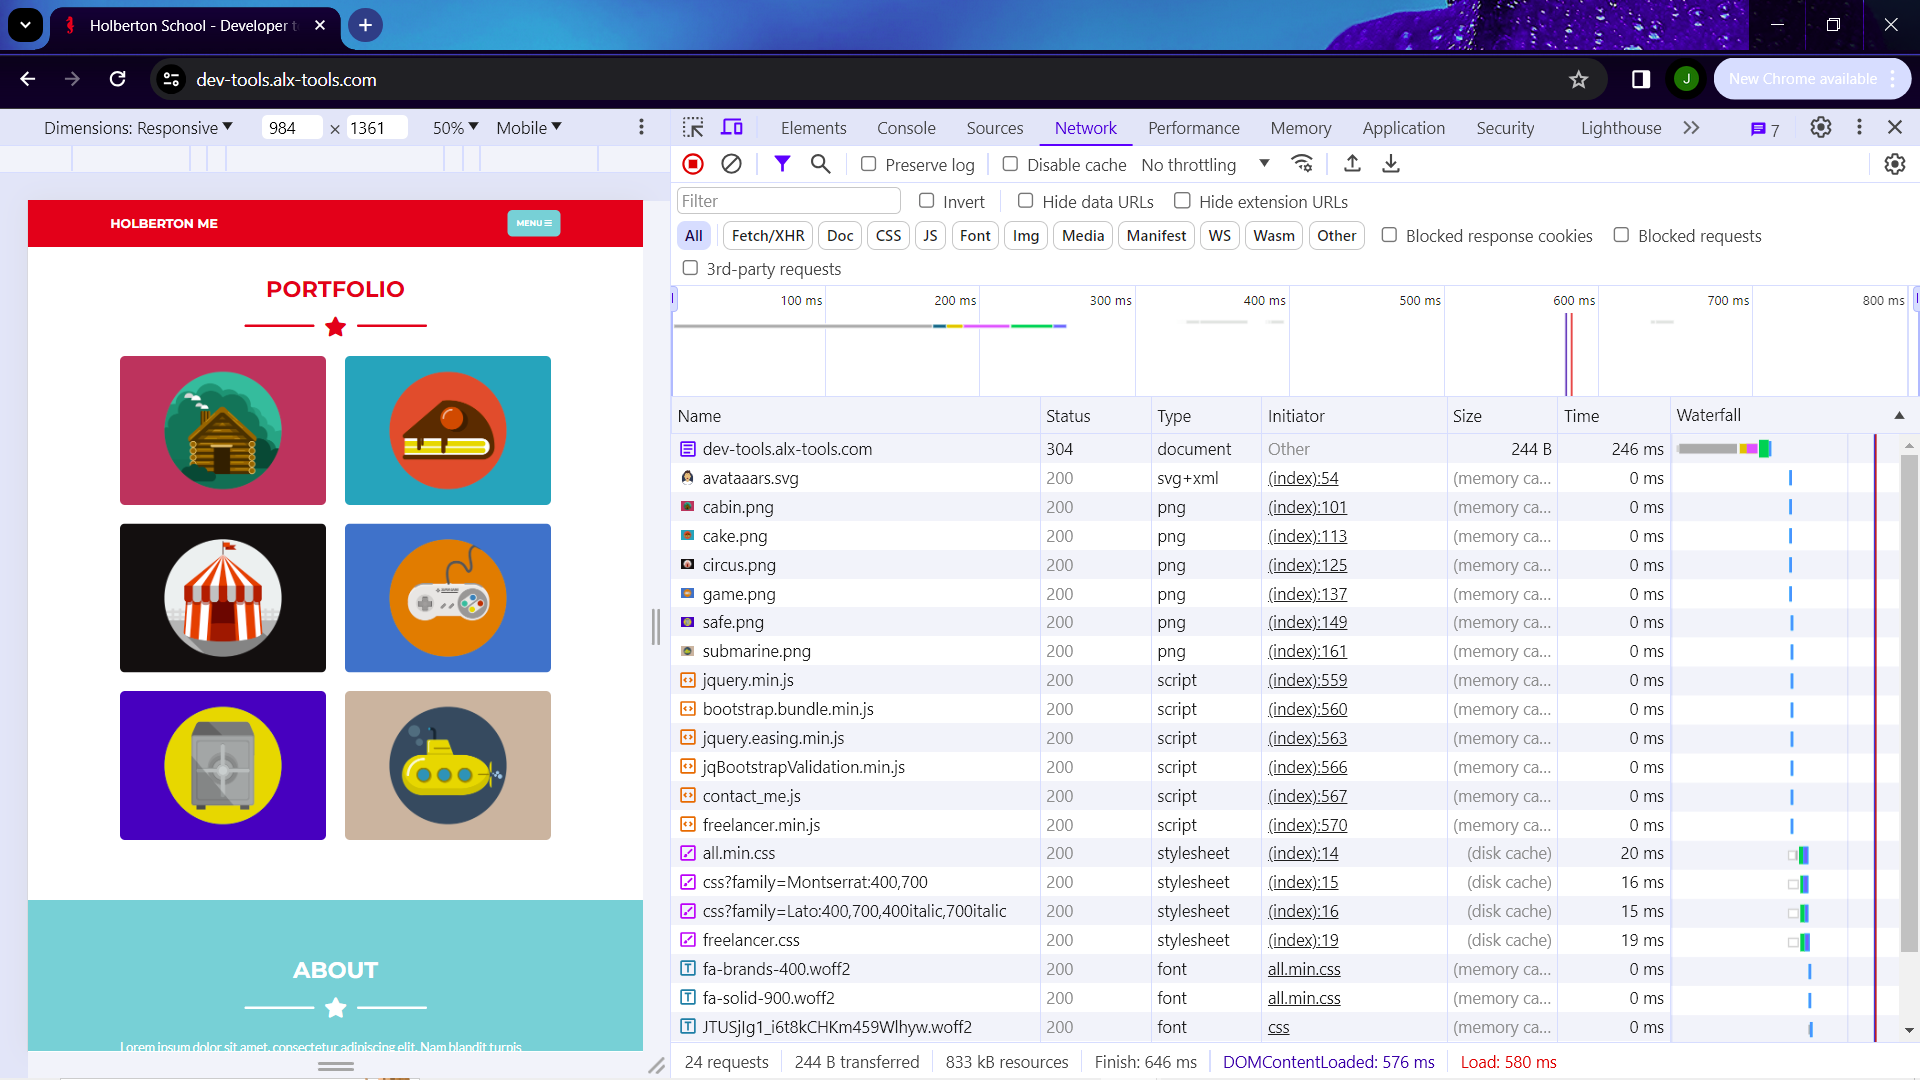 Holberton School - Developer t
dev-tools.alx-tools.com
J
New Chrome available
Dimensions: Responsive
984 × 1361
50%
Mobile
Elements Console Sources Network Performance Memory Application Security Lighthouse 7
Preserve log Disable cache No throttling
Filter Invert Hide data URLs Hide extension URLs
All Fetch/XHR Doc CSS JS Font Img Media Manifest WS Wasm Other Blocked response cookies Blocked requests
3rd-party requests
100 ms 200 ms 300 ms 400 ms 500 ms 600 ms 700 ms 800 ms
HOLBERTON ME
MENU
PORTFOLIO
ABOUT
Lorem ipsum dolor sit amet, consectetur adipiscing elit. Nam blandit turpis
Name Status Type Initiator Size Time Waterfall
dev-tools.alx-tools.com 304 document Other 244 B 246 ms
avataaars.svg 200 svg+xml (index):54 (memory ca... 0 ms
cabin.png 200 png (index):101 (memory ca... 0 ms
cake.png 200 png (index):113 (memory ca... 0 ms
circus.png 200 png (index):125 (memory ca... 0 ms
game.png 200 png (index):137 (memory ca... 0 ms
safe.png 200 png (index):149 (memory ca... 0 ms
submarine.png 200 png (index):161 (memory ca... 0 ms
jquery.min.js 200 script (index):559 (memory ca... 0 ms
bootstrap.bundle.min.js 200 script (index):560 (memory ca... 0 ms
jquery.easing.min.js 200 script (index):563 (memory ca... 0 ms
jqBootstrapValidation.min.js 200 script (index):566 (memory ca... 0 ms
contact_me.js 200 script (index):567 (memory ca... 0 ms
freelancer.min.js 200 script (index):570 (memory ca... 0 ms
all.min.css 200 stylesheet (index):14 (disk cache) 20 ms
css?family=Montserrat:400,700 200 stylesheet (index):15 (disk cache) 16 ms
css?family=Lato:400,700,400italic,700italic 200 stylesheet (index):16 (disk cache) 15 ms
freelancer.css 200 stylesheet (index):19 (disk cache) 19 ms
fa-brands-400.woff2 200 font all.min.css (memory ca... 0 ms
fa-solid-900.woff2 200 font all.min.css (memory ca... 0 ms
JTUSjIg1_i6t8kCHKm459Wlhyw.woff2 200 font css (memory ca... 0 ms
24 requests 244 B transferred 833 kB resources Finish: 646 ms DOMContentLoaded: 576 ms Load: 580 ms